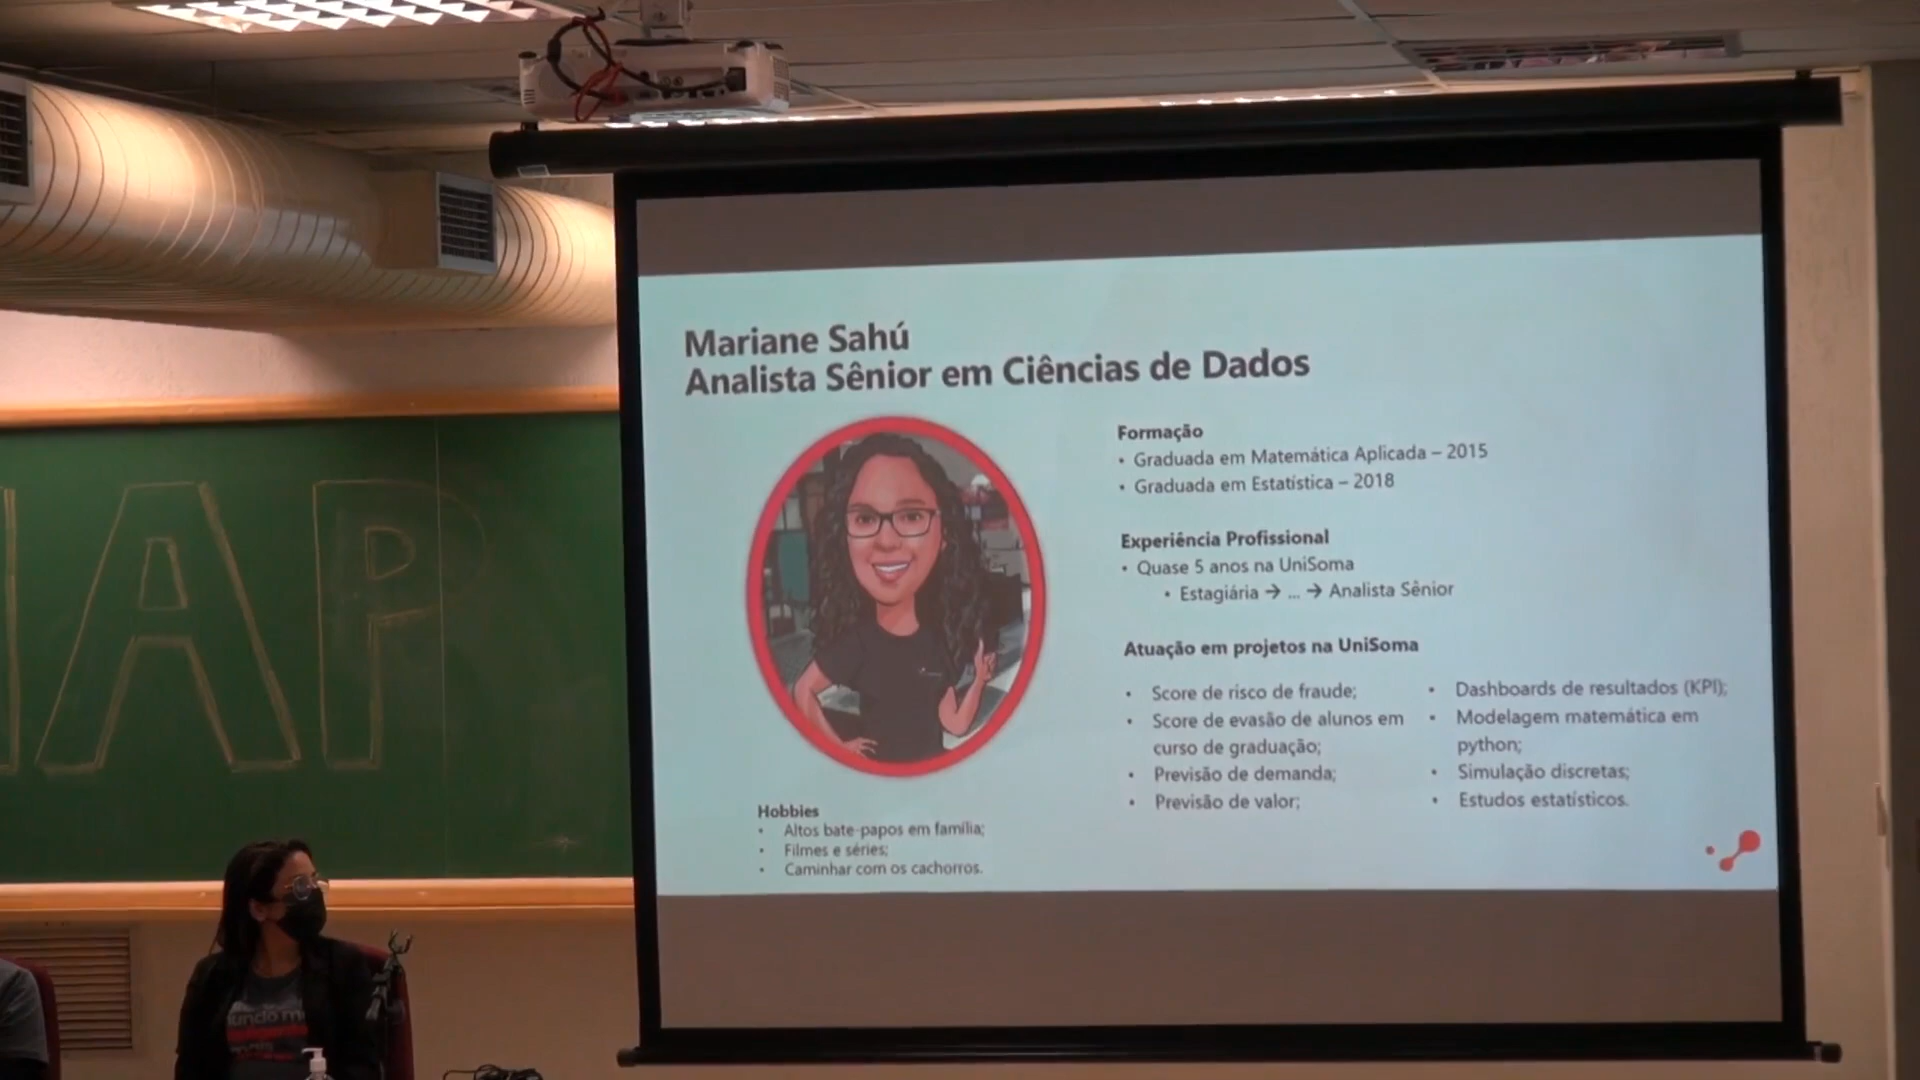 Mariane Sahú
Analista Sênior em Ciências de Dados
Formação
• Graduada em Matemática Aplicada – 2015
• Graduada em Estatística – 2018
Experiência Profissional
• Quase 5 anos na UniSoma
• Estagiária → ... → Analista Sênior
Atuação em projetos na UniSoma
• Score de risco de fraude;
• Score de evasão de alunos em
curso de graduação;
• Previsão de demanda;
• Previsão de valor;
• Dashboards de resultados (KPI);
• Modelagem matemática em
python;
• Simulação discretas;
• Estudos estatísticos.
Hobbies
• Altos bate-papos em família;
• Filmes e séries;
• Caminhar com os cachorros.
AP